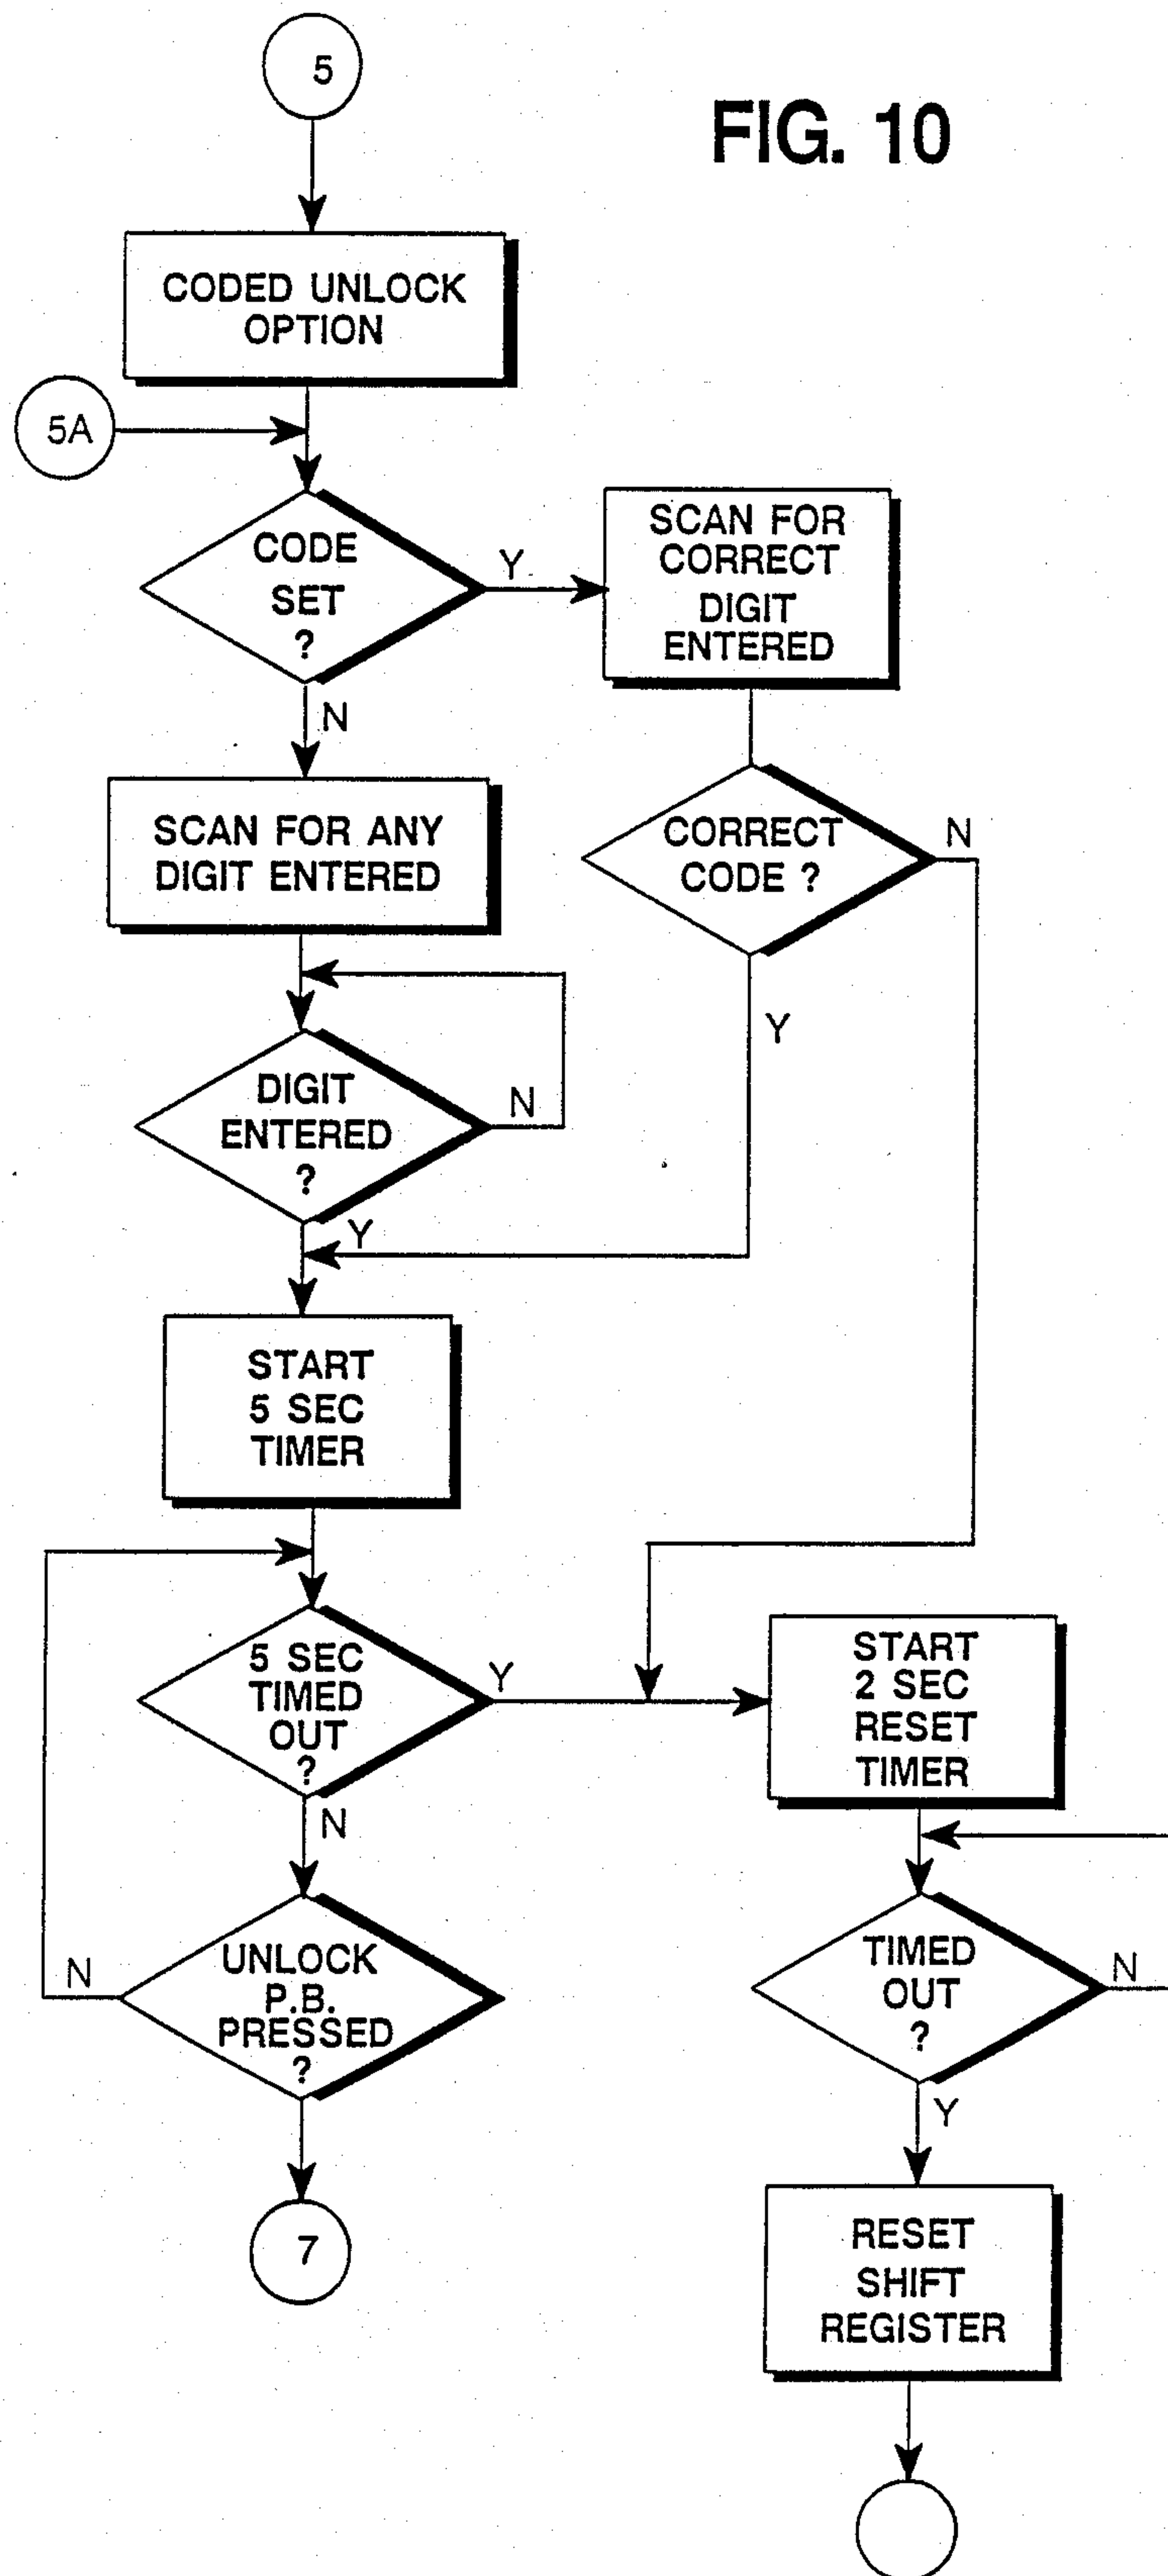 5
FIG. 10
CODED UNLOCK
OPTION
5A
CODE
SET
?
Y
N
SCAN FOR
CORRECT
DIGIT
ENTERED
SCAN FOR ANY
DIGIT ENTERED
CORRECT
CODE ?
N
Y
DIGIT
ENTERED
?
N
Y
START
5 SEC
TIMER
5 SEC
TIMED
OUT
?
Y
N
START
2 SEC
RESET
TIMER
UNLOCK
P.B.
PRESSED
?
N
TIMED
OUT
?
N
Y
7
RESET
SHIFT
REGISTER